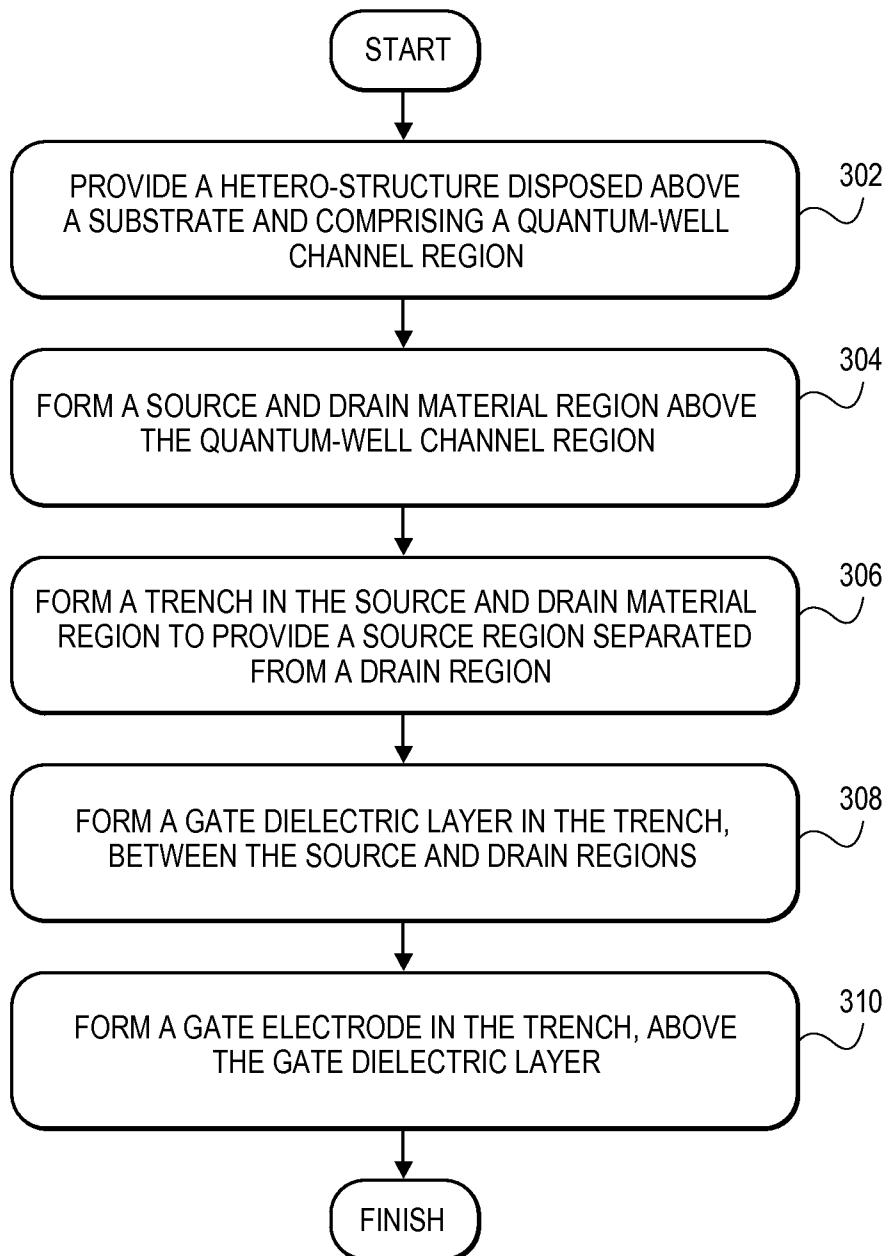 START
PROVIDE A HETERO-STRUCTURE DISPOSED ABOVE
A SUBSTRATE AND COMPRISING A QUANTUM-WELL
CHANNEL REGION
302
FORM A SOURCE AND DRAIN MATERIAL REGION ABOVE
THE QUANTUM-WELL CHANNEL REGION
304
FORM A TRENCH IN THE SOURCE AND DRAIN MATERIAL
REGION TO PROVIDE A SOURCE REGION SEPARATED
FROM A DRAIN REGION
306
FORM A GATE DIELECTRIC LAYER IN THE TRENCH,
BETWEEN THE SOURCE AND DRAIN REGIONS
308
FORM A GATE ELECTRODE IN THE TRENCH, ABOVE
THE GATE DIELECTRIC LAYER
310
FINISH